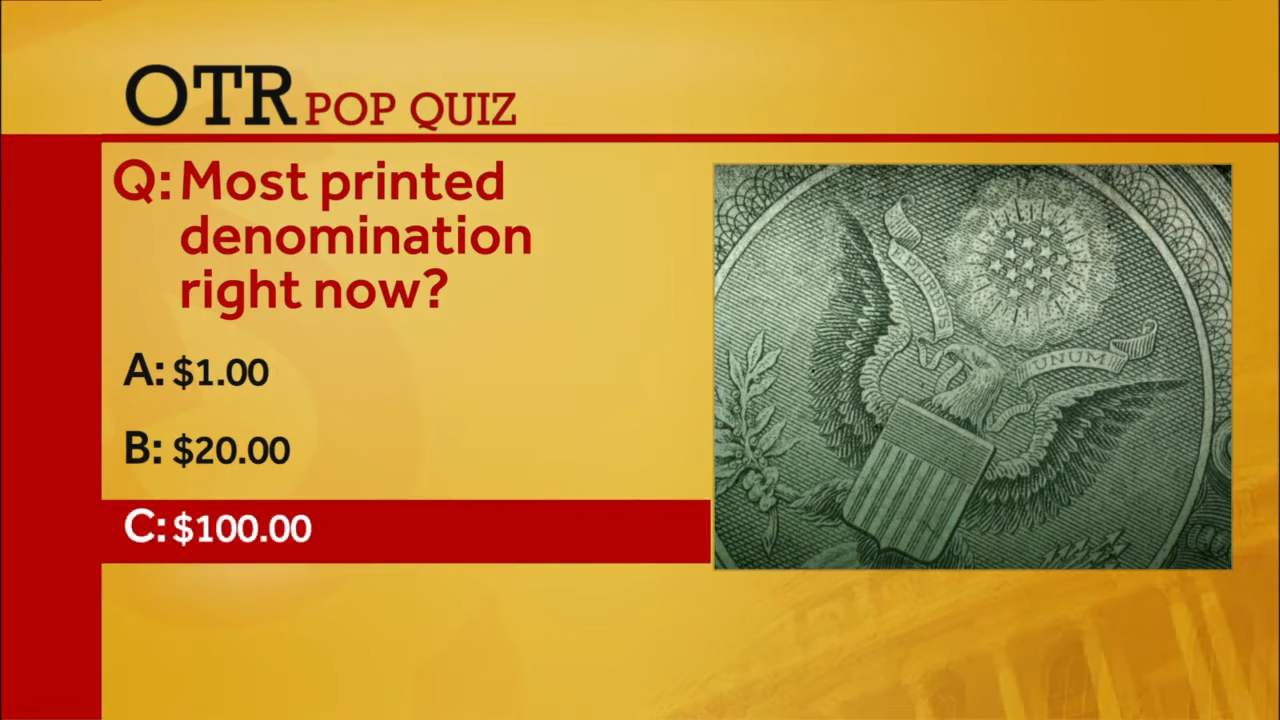 OTR POP QUIZ
Q: Most printed
denomination
right now?
A: $1.00
B: $20.00
C: $100.00
PLURIBUS
UNUM